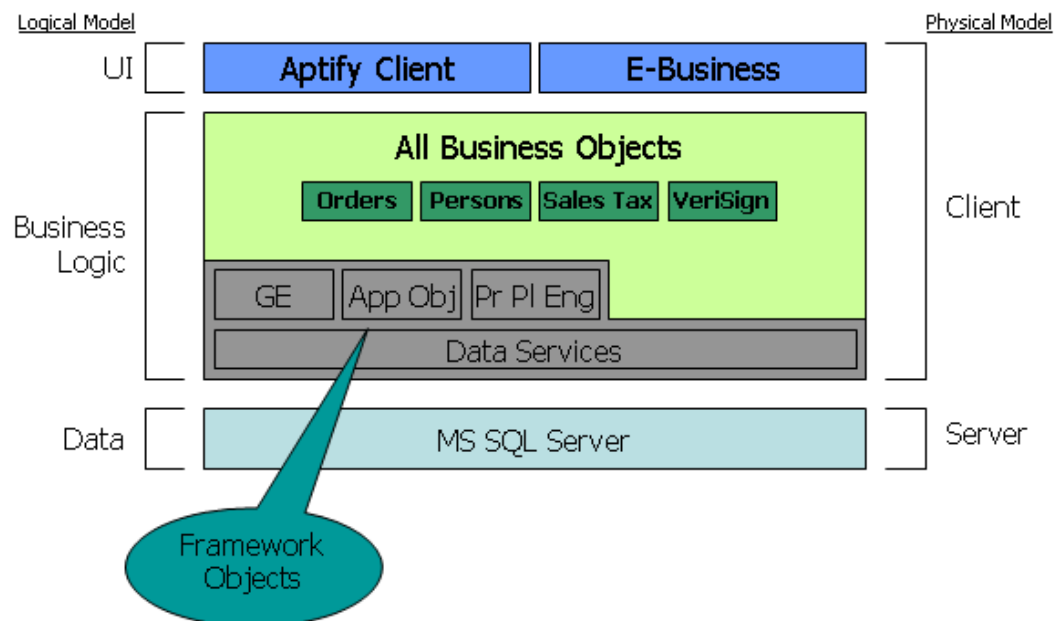 Logical Model
Physical Model
UI
Aptify Client
E-Business
All Business Objects
Orders
Persons
Sales Tax
VeriSign
Business
Logic
Client
GE
App Obj
Pr Pl Eng
Data Services
Data
MS SQL Server
Server
Framework
Objects